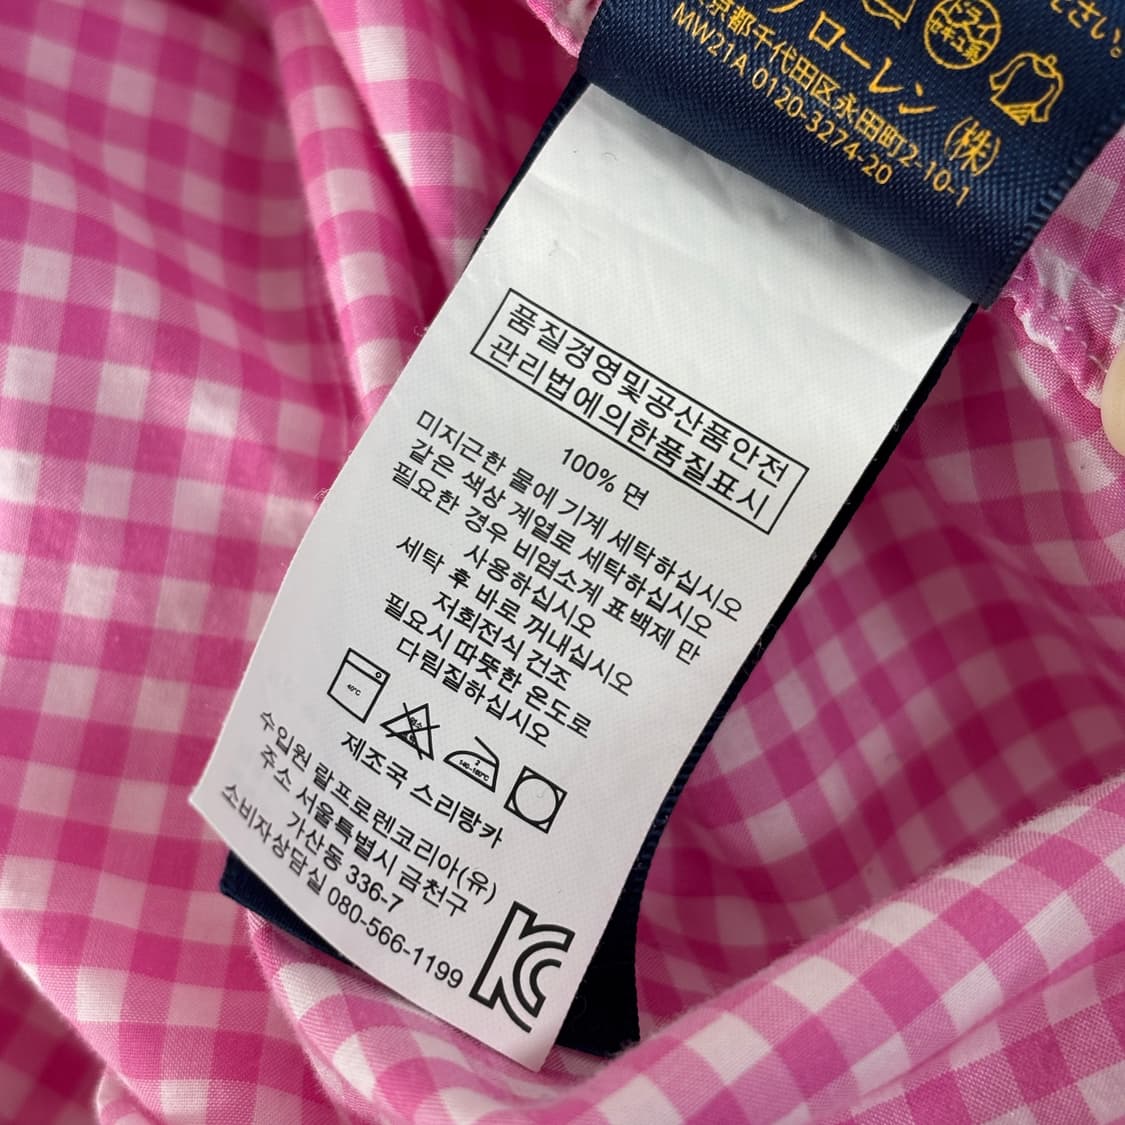 ださい。
ドライ
ローレン (株)
京都千代田区永田町2-10-1
MW21A 0120-3274-20
품질경영및공산품안전
관리법에의한품질표시
100% 면
미지근한 물에 기계 세탁하십시오
같은 색상 계열로 세탁하십시오
필요한 경우 비염소계 표백제 만
사용하십시오
세탁 후 바로 꺼내십시오
저회전식 건조
필요시 따뜻한 온도로
다림질하십시오
40°C
제조국 스리랑카
수입원 랄프로렌코리아(유)
주소 서울특별시 금천구
가산동 336-7
소비자상담실 080-566-1199